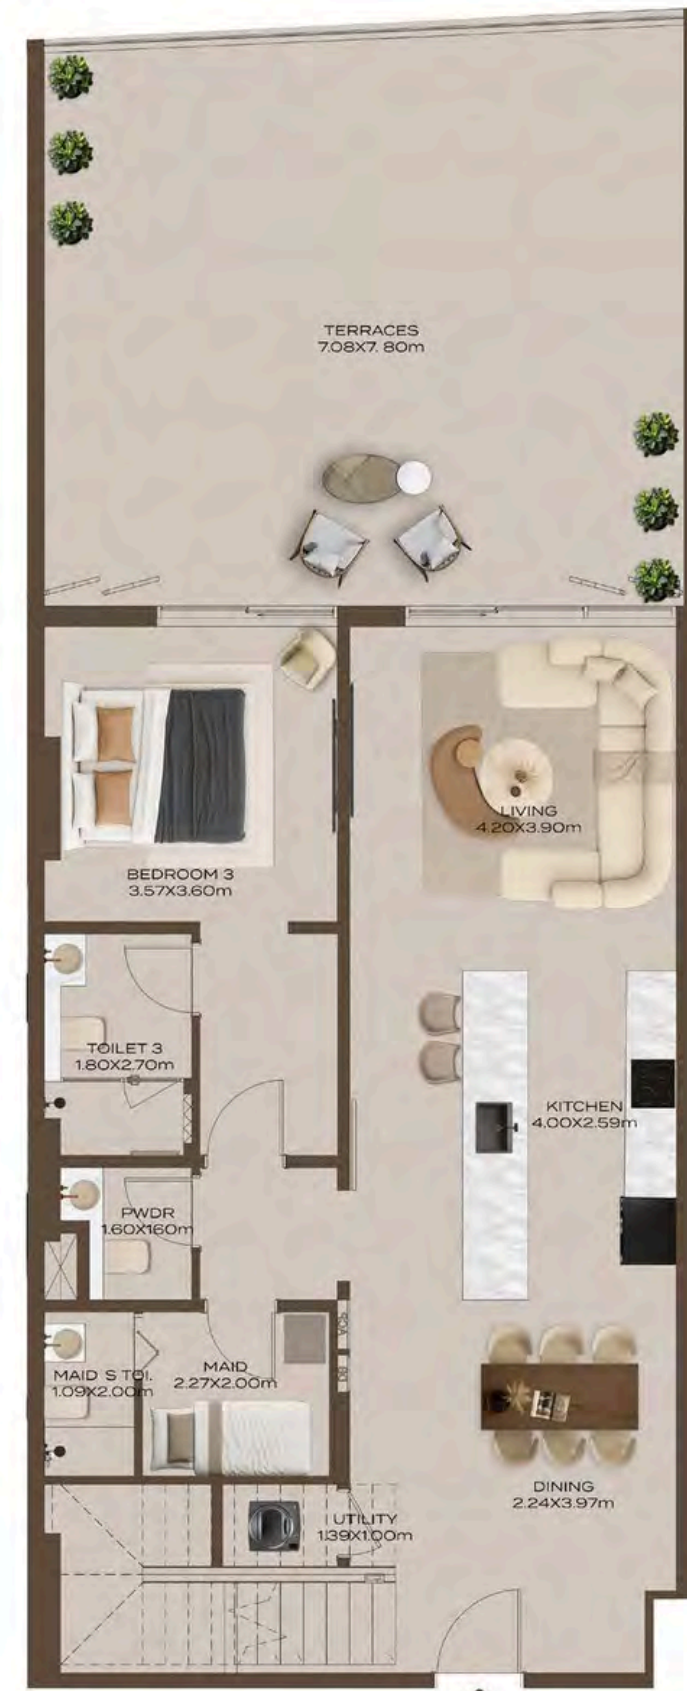 TERRACES
7.08X7. 80m
LIVING
4.20X3.90m
BEDROOM 3
3.57X3.60m
TOILET 3
1.80X2.70m
KITCHEN
4.00X2.59m
PWDR
1.60X160m
MAID S TOI.
1.09X2.00m
MAID
2.27X2.00m
DB
DINING
2.24X3.97m
UTILITY
1.39X1.00m